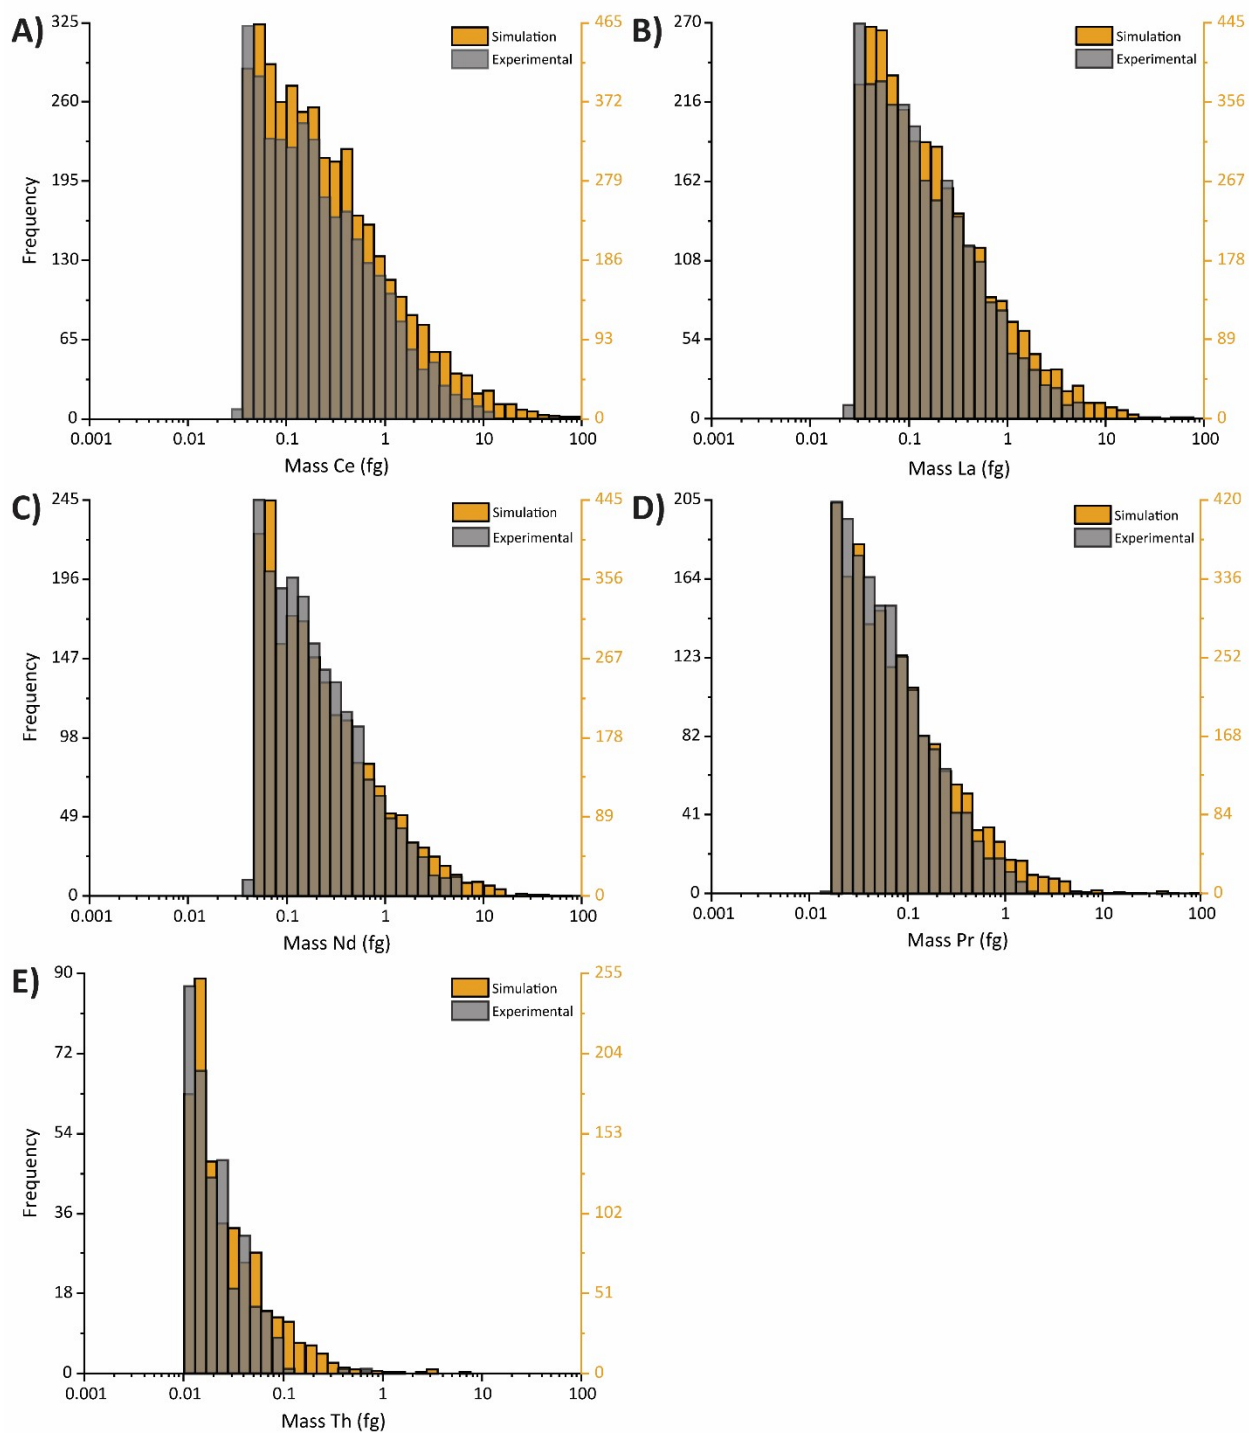 A)
325
260
195
130
65
0
Frequency
465
372
279
186
93
0
Simulation
Experimental
0.001 0.01 0.1 1 10 100
Mass Ce (fg)
B)
270
216
162
108
54
0
445
356
267
178
89
0
Simulation
Experimental
0.001 0.01 0.1 1 10 100
Mass La (fg)
C)
245
196
147
98
49
0
Frequency
445
356
267
178
89
0
Simulation
Experimental
0.001 0.01 0.1 1 10 100
Mass Nd (fg)
D)
205
164
123
82
41
0
420
336
252
168
84
0
Simulation
Experimental
0.001 0.01 0.1 1 10 100
Mass Pr (fg)
E)
90
72
54
36
18
0
Frequency
255
204
153
102
51
0
Simulation
Experimental
0.001 0.01 0.1 1 10 100
Mass Th (fg)